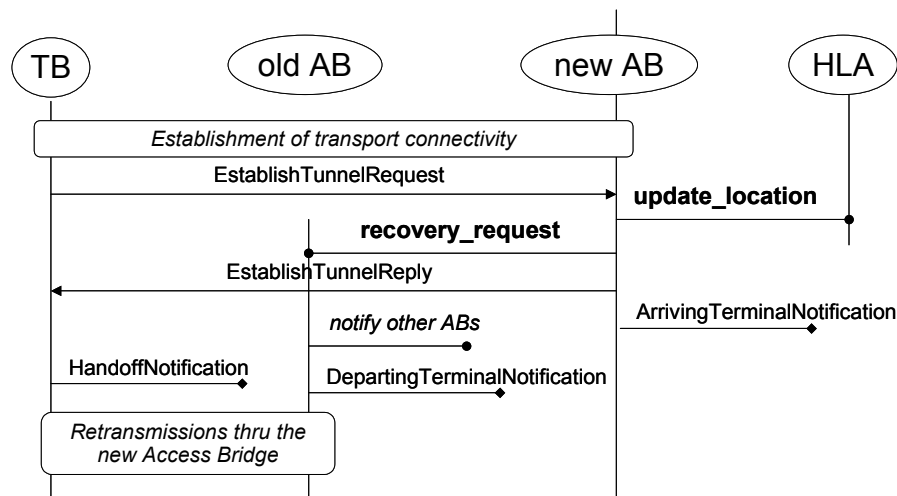 TB
old AB
new AB
HLA
Establishment of transport connectivity
EstablishTunnelRequest
update_location
recovery_request
EstablishTunnelReply
ArrivingTerminalNotification
notify other ABs
HandoffNotification
DepartingTerminalNotification
Retransmissions thru the
new Access Bridge